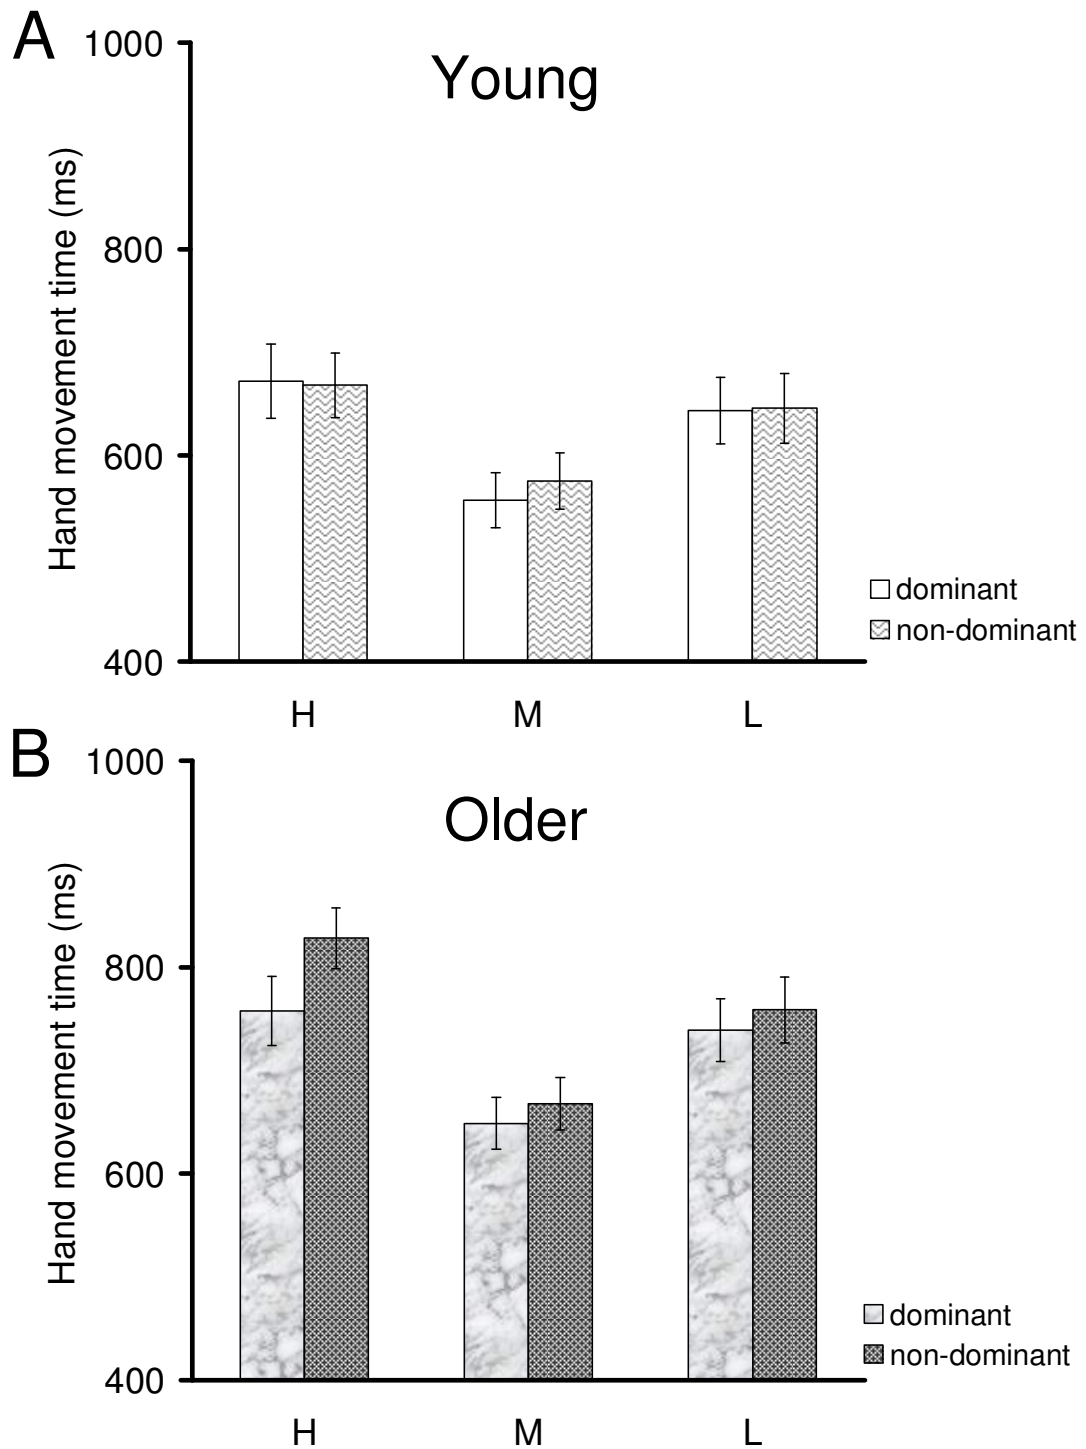 A
Young
1000
800
600
400
Hand movement time (ms)
H M L
dominant
non-dominant
B
Older
1000
800
600
400
Hand movement time (ms)
H M L
dominant
non-dominant